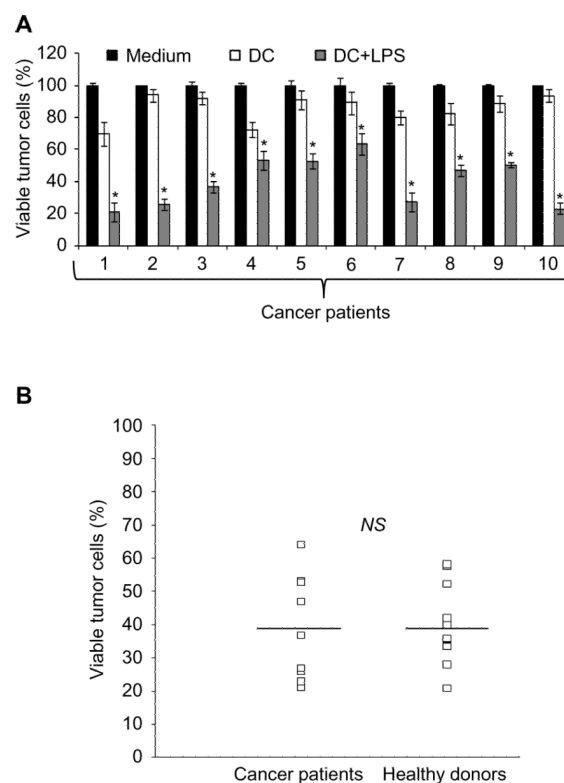 A
Medium DC DC+LPS
Viable tumor cells (%)
120
100
80
60
40
20
0
* * * * * * * * * *
1 2 3 4 5 6 7 8 9 10
Cancer patients
B
Viable tumor cells (%)
100
90
80
70
60
50
40
30
20
10
0
NS
Cancer patients Healthy donors